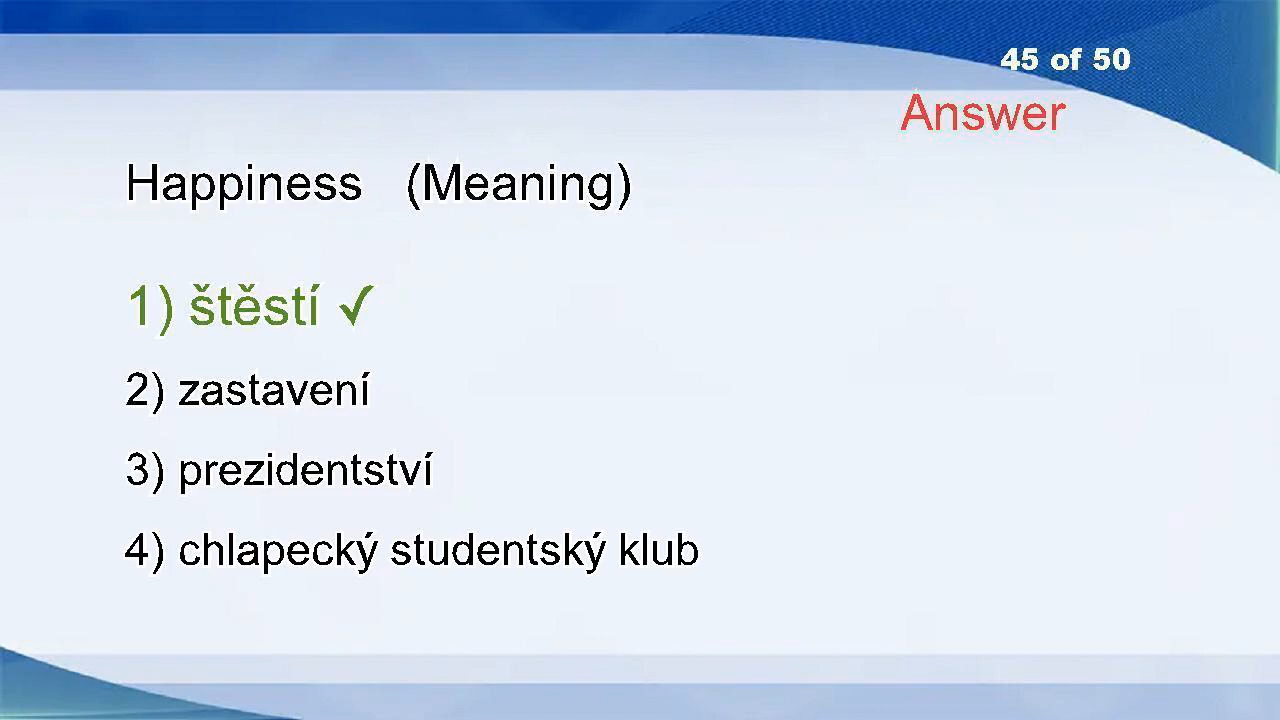 45 of 50
Answer
Happiness (Meaning)
1) štěstí ✓
2) zastavení
3) prezidentství
4) chlapecký studentský klub